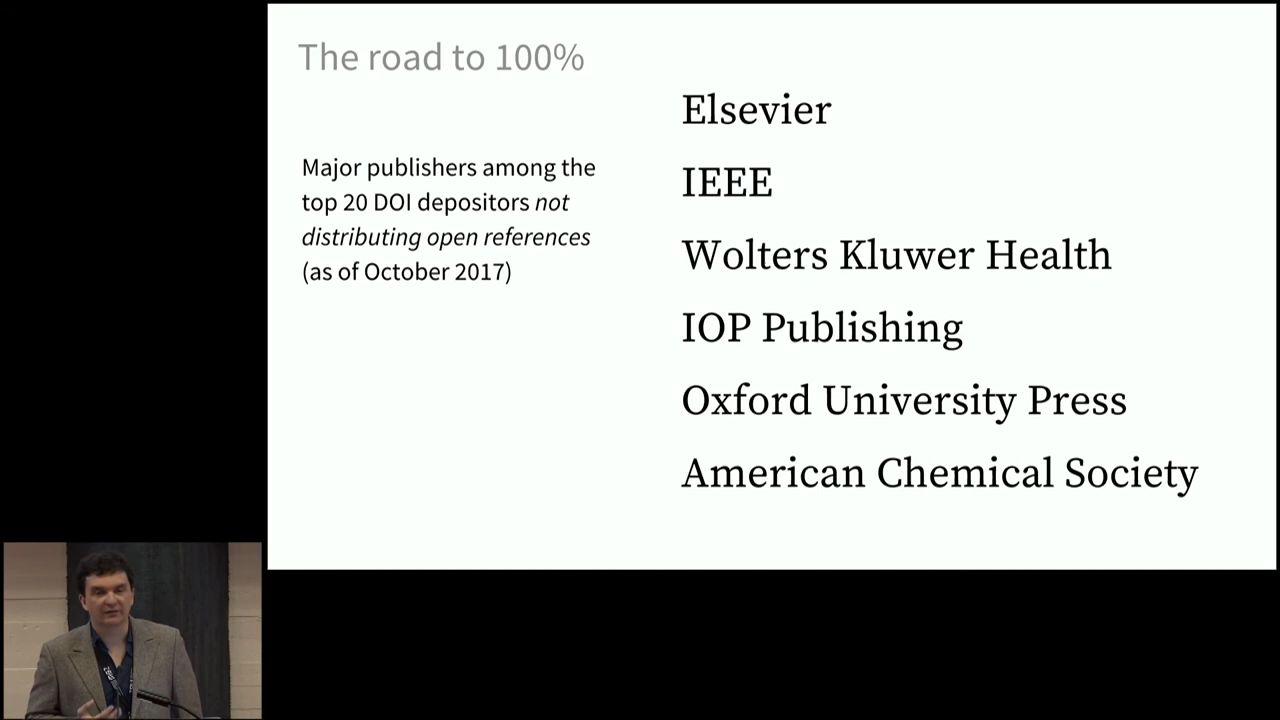 The road to 100%
Major publishers among the
top 20 DOI depositors not
distributing open references
(as of October 2017)
Elsevier
IEEE
Wolters Kluwer Health
IOP Publishing
Oxford University Press
American Chemical Society